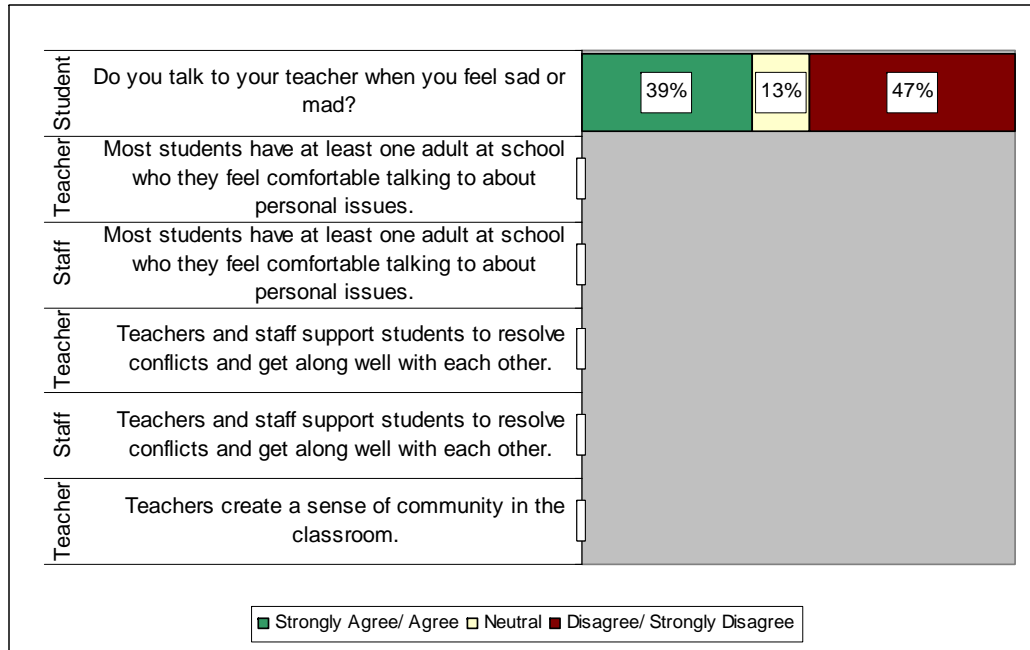 Student
Do you talk to your teacher when you feel sad or
mad?
39%
13%
47%
Teacher
Most students have at least one adult at school
who they feel comfortable talking to about
personal issues.
Staff
Most students have at least one adult at school
who they feel comfortable talking to about
personal issues.
Teacher
Teachers and staff support students to resolve
conflicts and get along well with each other.
Staff
Teachers and staff support students to resolve
conflicts and get along well with each other.
Teacher
Teachers create a sense of community in the
classroom.
Strongly Agree/ Agree Neutral Disagree/ Strongly Disagree